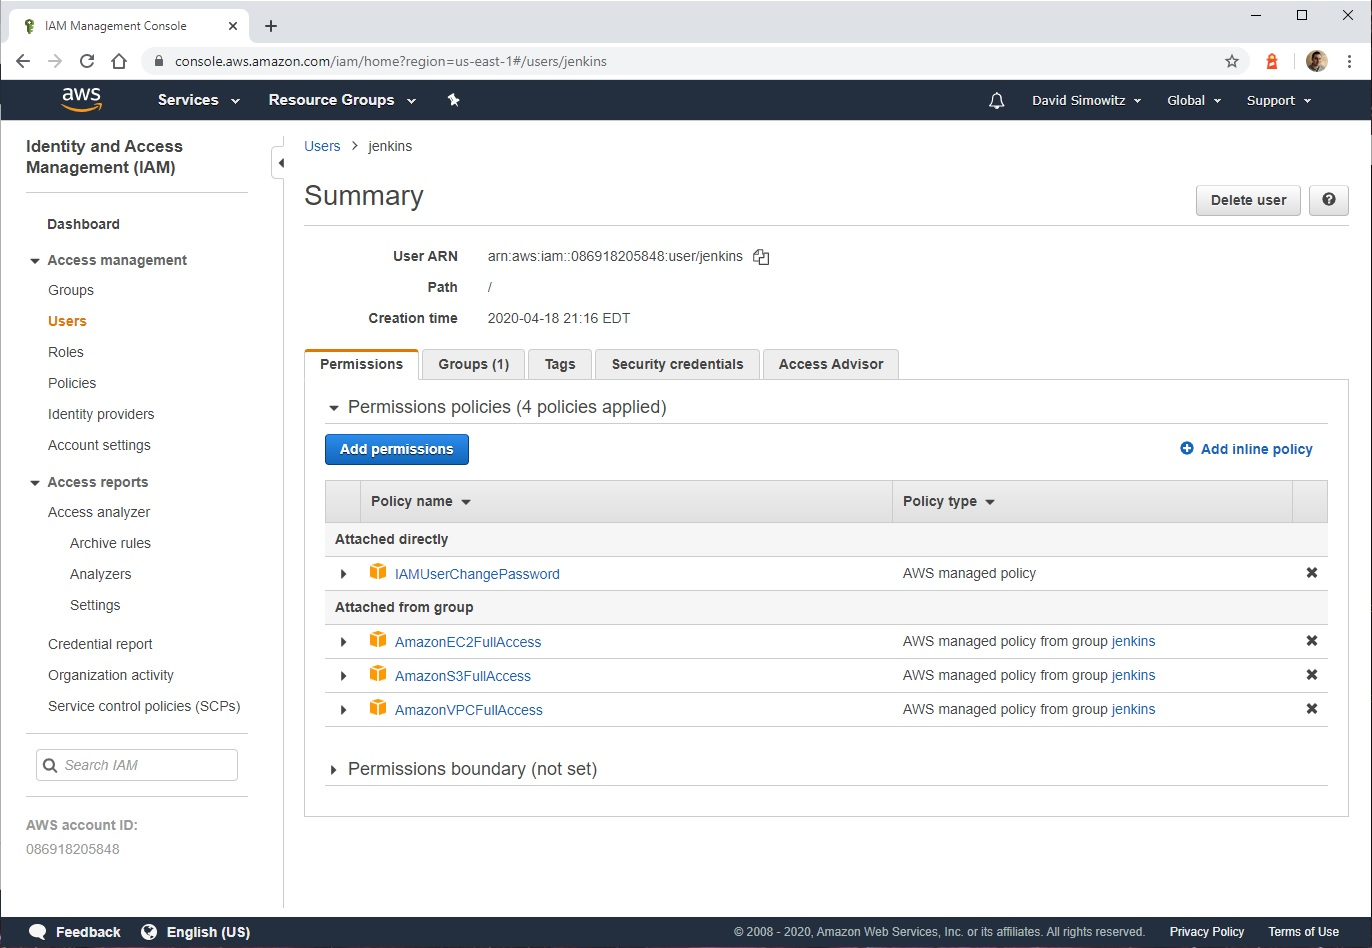 IAM Management Console
console.aws.amazon.com/iam/home?region=us-east-1#/users/jenkins
aws Services Resource Groups David Simowitz Global Support
Identity and Access
Management (IAM)
Dashboard
Access management
Groups
Users
Roles
Policies
Identity providers
Account settings
Access reports
Access analyzer
Archive rules
Analyzers
Settings
Credential report
Organization activity
Service control policies (SCPs)
Search IAM
AWS account ID:
086918205848
Users > jenkins
Summary
Delete user ?
User ARN arn:aws:iam::086918205848:user/jenkins
Path /
Creation time 2020-04-18 21:16 EDT
Permissions Groups (1) Tags Security credentials Access Advisor
Permissions policies (4 policies applied)
Add permissions Add inline policy
Policy name Policy type
Attached directly
IAMUserChangePassword AWS managed policy
Attached from group
AmazonEC2FullAccess AWS managed policy from group jenkins
AmazonS3FullAccess AWS managed policy from group jenkins
AmazonVPCFullAccess AWS managed policy from group jenkins
Permissions boundary (not set)
Feedback English (US) © 2008 - 2020, Amazon Web Services, Inc. or its affiliates. All rights reserved. Privacy Policy Terms of Use